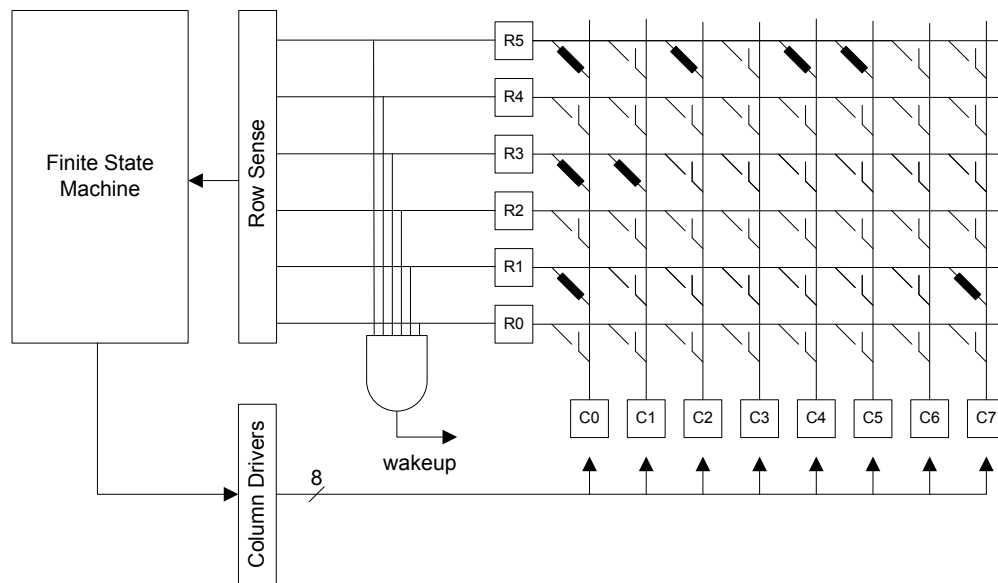 Finite State
Machine
Row Sense
R5
R4
R3
R2
R1
R0
C0 C1 C2 C3 C4 C5 C6 C7
wakeup
8
Column Drivers